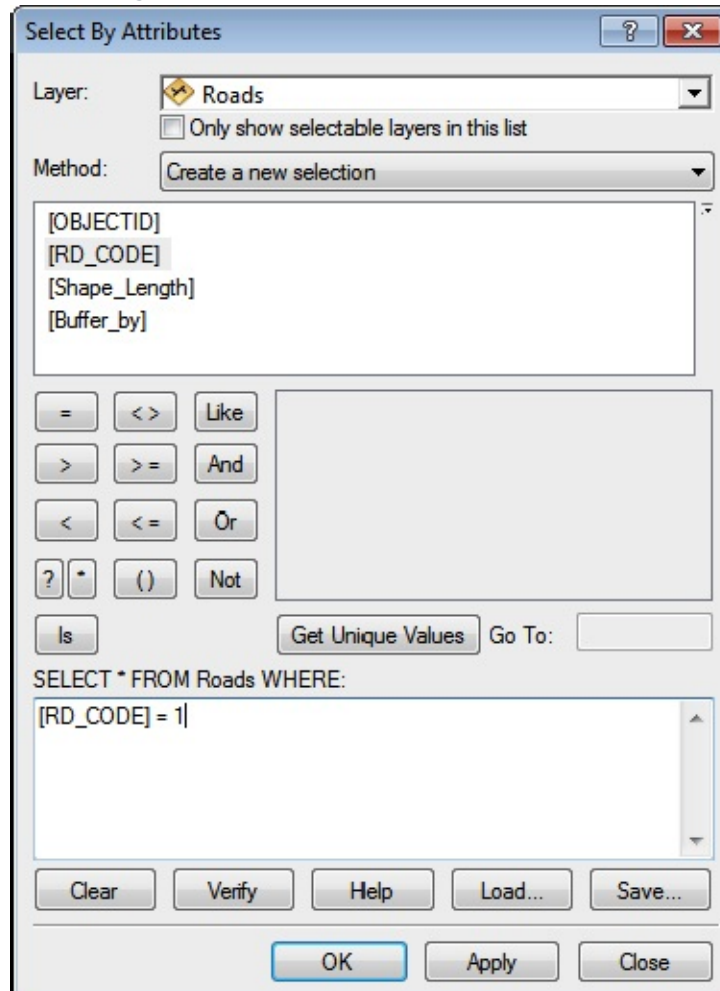 Select By Attributes ?
Layer: Roads
Only show selectable layers in this list
Method: Create a new selection
[OBJECTID]
[RD_CODE]
[Shape_Length]
[Buffer_by]
= < > Like
> > = And
< < = Or
? * ( ) Not
Is Get Unique Values Go To:
SELECT * FROM Roads WHERE:
[RD_CODE] = 1
Clear Verify Help Load... Save...
OK Apply Close